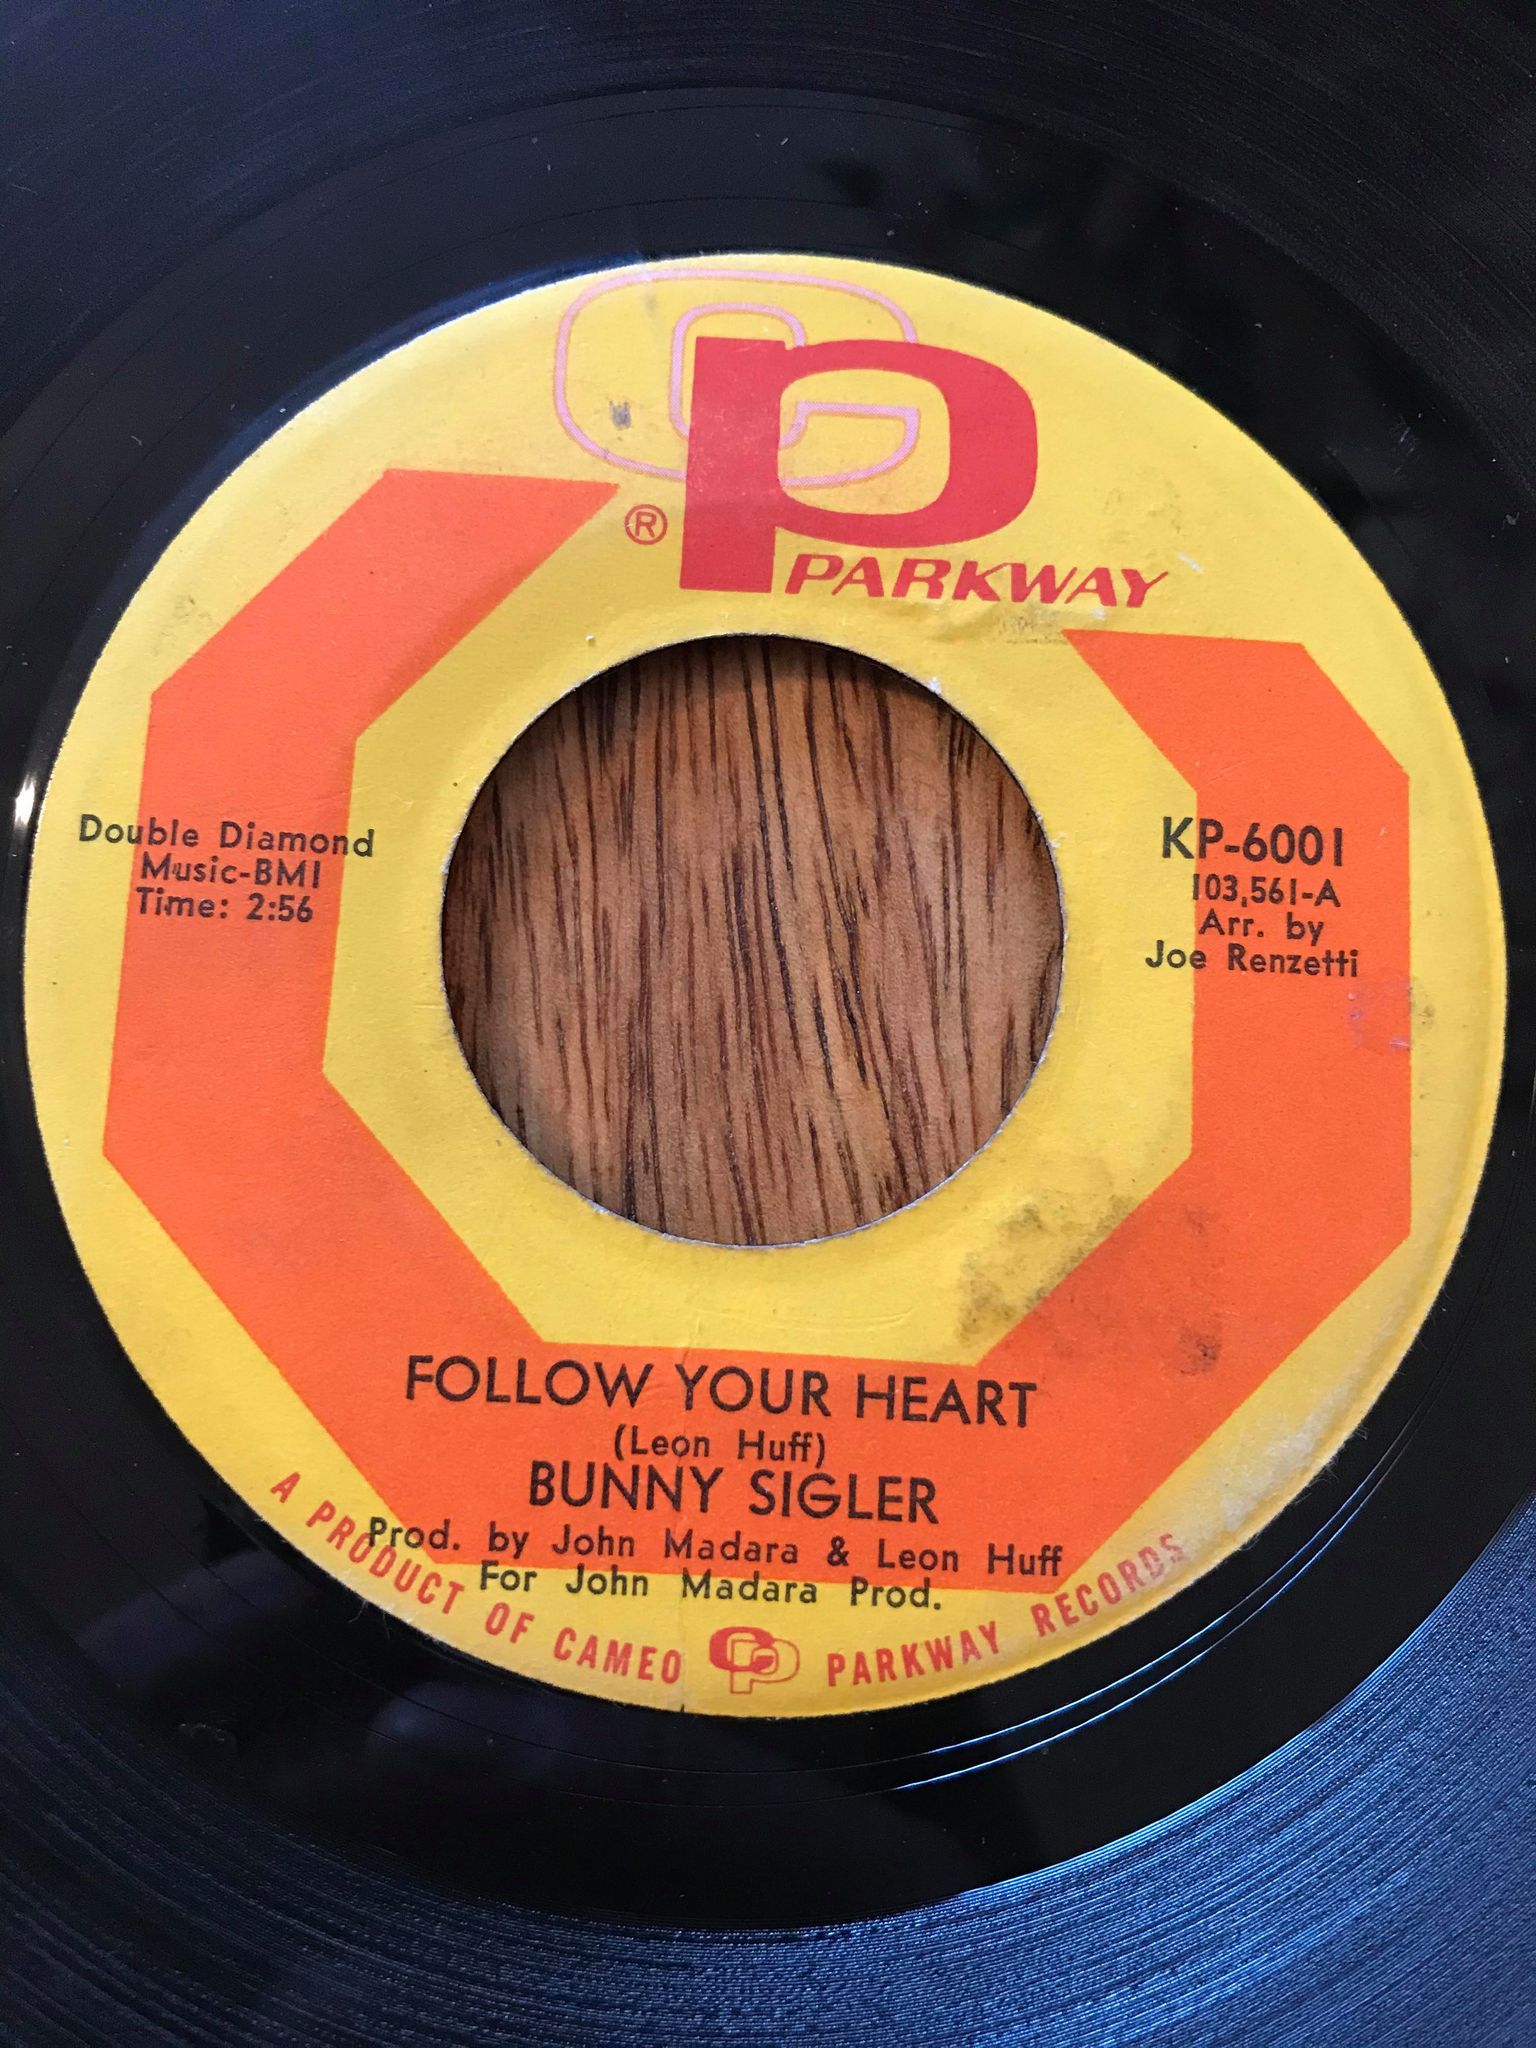 CP
® PARKWAY
Double Diamond
Music-BMI
Time: 2:56
KP-6001
103,561-A
Arr. by
Joe Renzetti
FOLLOW YOUR HEART
(Leon Huff)
BUNNY SIGLER
Prod. by John Madara & Leon Huff
For John Madara Prod.
A PRODUCT OF CAMEO CP PARKWAY RECORDS